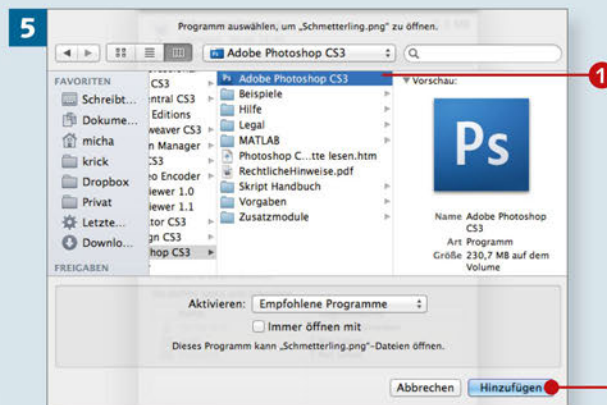 5
Programm auswählen, um „Schmetterling.png“ zu öffnen.
Adobe Photoshop CS3
FAVORITEN
Schreibt...
Dokume...
micha
krick
Dropbox
Privat
Letzte...
Downlo...
FREIGABEN
CS3
ntral CS3
Editions
weaver CS3
n Manager
CS3
eo Encoder
iewer 1.0
iewer 1.1
tor CS3
gn CS3
hop CS3
Adobe Photoshop CS3
Beispiele
Hilfe
Legal
MATLAB
Photoshop C...tte lesen.htm
RechtlicheHinweise.pdf
Skript Handbuch
Vorgaben
Zusatzmodule
1
Vorschau:
Ps
Name Adobe Photoshop
CS3
Art Programm
Größe 230,7 MB auf dem
Volume
Aktivieren: Empfohlene Programme
Immer öffnen mit
Dieses Programm kann „Schmetterling.png“-Dateien öffnen.
Abbrechen
Hinzufügen